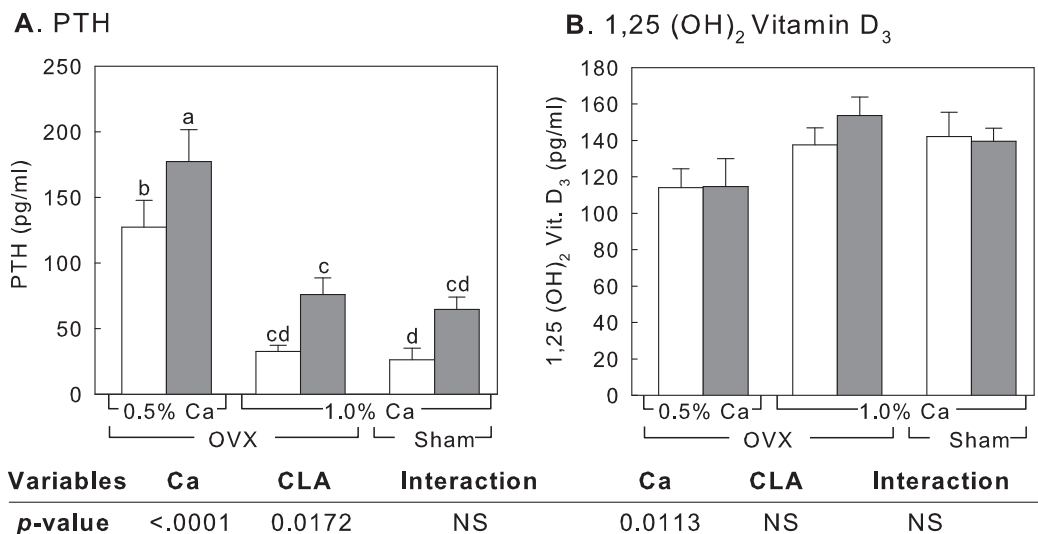 A. PTH
250
200
150
100
50
0
PTH (pg/ml)
b
a
cd
c
d
cd
0.5% Ca
1.0% Ca
OVX
Sham
B. 1,25 (OH)2 Vitamin D3
180
160
140
120
100
80
60
40
20
0
1,25 (OH)2 Vit. D3 (pg/ml)
0.5% Ca
1.0% Ca
OVX
Sham
Variables Ca CLA Interaction Ca CLA Interaction
p-value <.0001 0.0172 NS 0.0113 NS NS